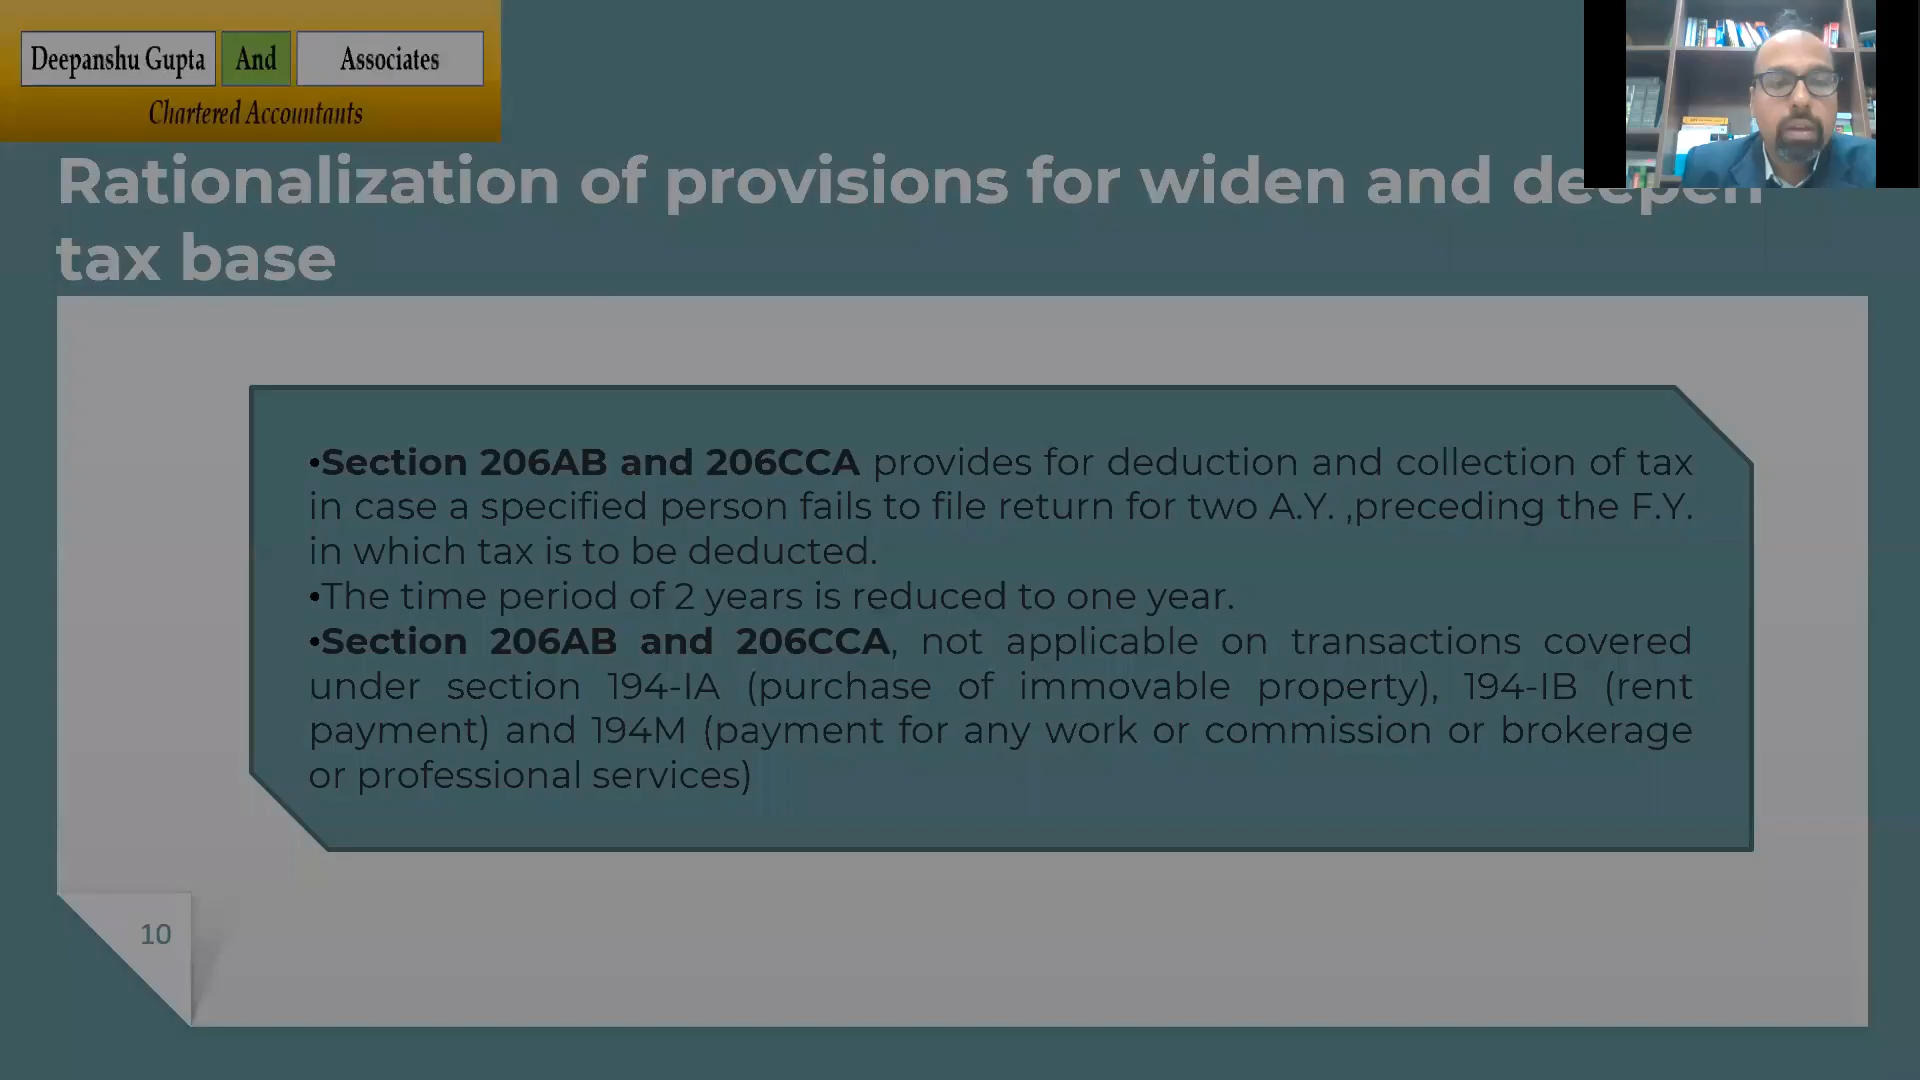 Deepanshu Gupta And Associates
Chartered Accountants
Rationalization of provisions for widen and deepen
tax base
•Section 206AB and 206CCA provides for deduction and collection of tax
in case a specified person fails to file return for two A.Y. ,preceding the F.Y.
in which tax is to be deducted.
•The time period of 2 years is reduced to one year.
•Section 206AB and 206CCA, not applicable on transactions covered
under section 194-IA (purchase of immovable property), 194-IB (rent
payment) and 194M (payment for any work or commission or brokerage
or professional services)
10